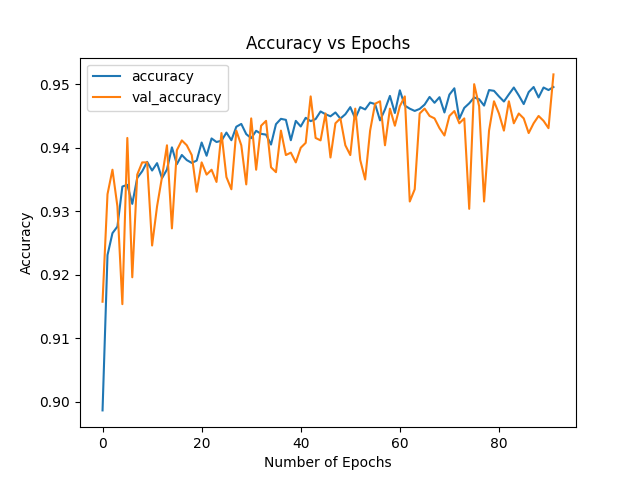 Accuracy vs Epochs
accuracy
val_accuracy
0.95
0.94
0.93
0.92
0.91
0.90
Accuracy
0 20 40 60 80
Number of Epochs